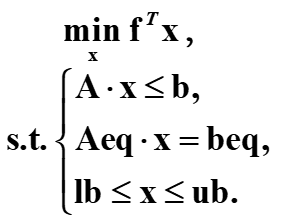 min fᵀx,
x
A · x ≤ b,
s.t. { Aeq · x = beq,
lb ≤ x ≤ ub.